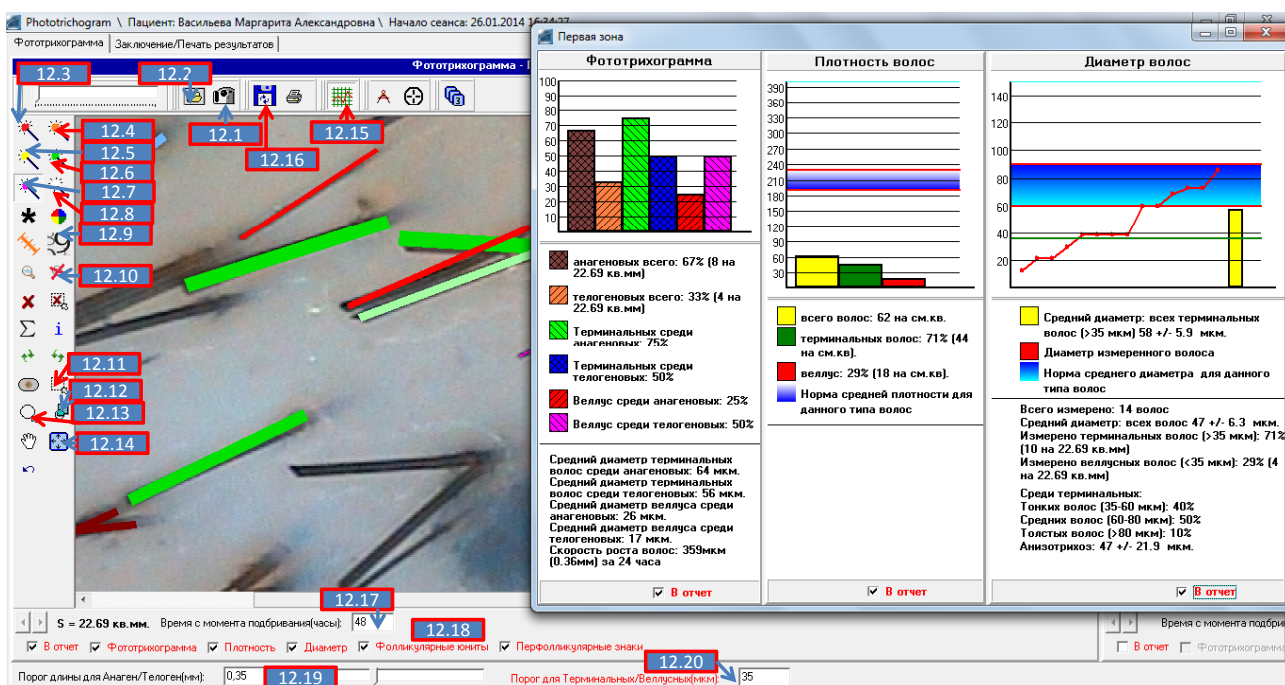 Phototrichogram \ Пациент: Васильева Маргарита Александровна \ Начало сеанса: 26.01.2014 16:34:27
Фототрихограмма Заключение/Печать результатов
Фототрихограмма - П
12.3
12.2
12.1
12.16
12.15
12.4
12.5
12.6
12.7
12.8
12.9
12.10
12.11
12.12
12.13
12.14
Первая зона
Фототрихограмма
100
90
80
70
60
50
40
30
20
10
анагеновых всего: 67% (8 на
22.69 кв.мм)
телогеновых всего: 33% (4 на
22.69 кв.мм)
Терминальных среди
анагеновых: 75%
Терминальных среди
телогеновых: 50%
Веллус среди анагеновых: 25%
Веллус среди телогеновых: 50%
Средний диаметр терминальных
волос среди анагеновых: 64 мкм.
Средний диаметр терминальных
волос среди телогеновых: 56 мкм.
Средний диаметр веллуса среди
анагеновых: 26 мкм.
Средний диаметр веллуса среди
телогеновых: 17 мкм.
Скорость роста волос: 359мкм
(0.36мм) за 24 часа
В отчет
Плотность волос
390
360
330
300
270
240
210
180
150
120
90
60
30
всего волос: 62 на см.кв.
терминальных волос: 71% (44
на см.кв).
веллус: 29% (18 на см.кв).
Норма средней плотности для
данного типа волос
В отчет
Диаметр волос
140
120
100
80
60
40
20
Средний диаметр: всех терминальных
волос (>35 мкм) 58 +/- 5.9 мкм.
Диаметр измеренного волоса
Норма среднего диаметра для данного
типа волос
Всего измерено: 14 волос
Средний диаметр: всех волос 47 +/- 6.3 мкм.
Измерено терминальных волос (>35 мкм): 71%
(10 на 22.69 кв.мм)
Измерено веллусных волос (<35 мкм): 29% (4
на 22.69 кв.мм)
Среди терминальных:
Тонких волос (35-60 мкм): 40%
Средних волос (60-80 мкм): 50%
Толстых волос (>80 мкм): 10%
Анизотрихоз: 47 +/- 21.9 мкм.
В отчет
12.17
S = 22.69 кв.мм. Время с момента подбривания(часы): 48
12.18
В отчет Фототрихограмма Плотность Диаметр Фолликулярные юниты Перфолликулярные знаки
Время с момента подбри
В отчет Фототрихограмма
12.20
Порог длины для Анаген/Телоген(мм): 0,35 12.19 Порог для Терминальных/Веллусных(мкм): 35